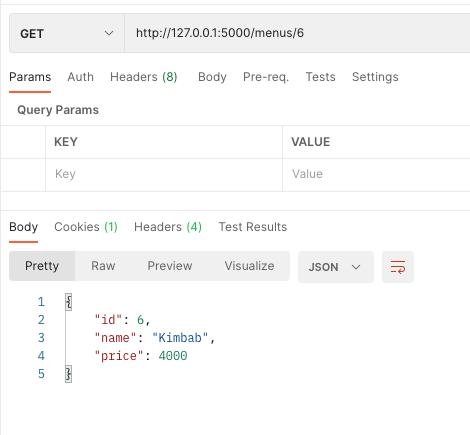 GET http://127.0.0.1:5000/menus/6
Params Auth Headers (8) Body Pre-req. Tests Settings
Query Params
KEY VALUE
Key Value
Body Cookies (1) Headers (4) Test Results
Pretty Raw Preview Visualize JSON
1 {
2 "id": 6,
3 "name": "Kimbab",
4 "price": 4000
5 }